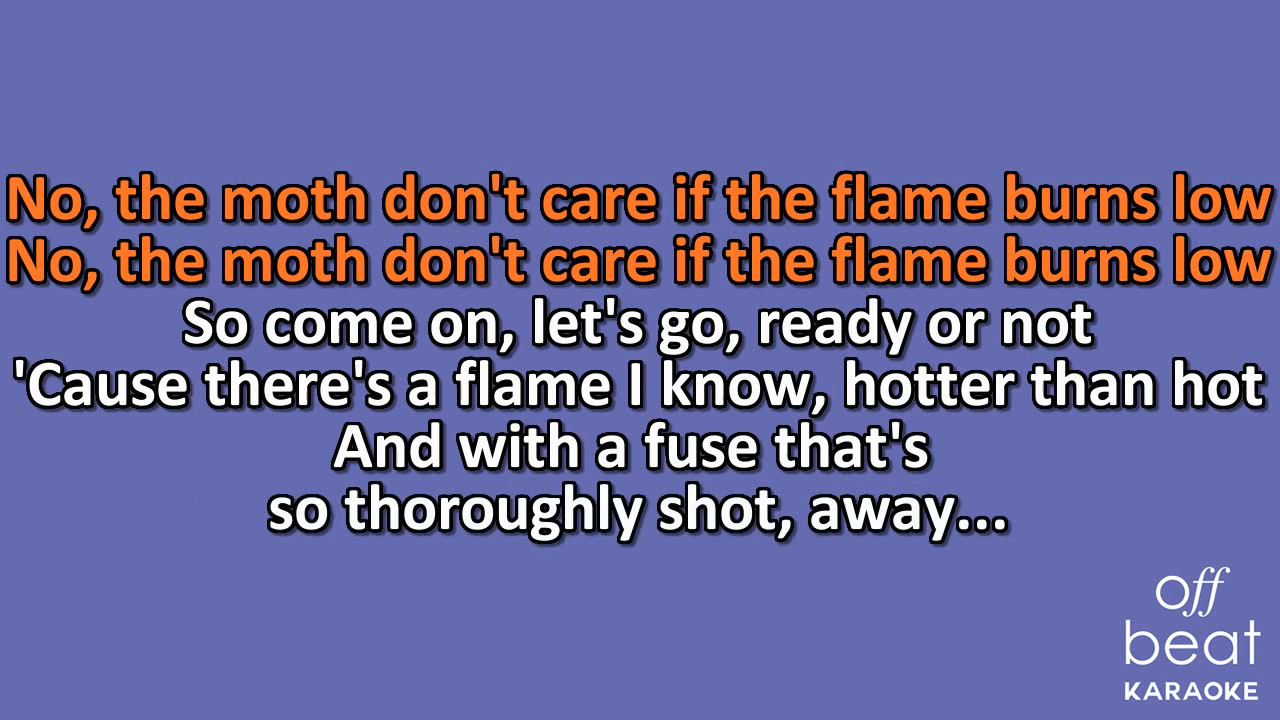 No, the moth don't care if the flame burns low
No, the moth don't care if the flame burns low
So come on, let's go, ready or not
'Cause there's a flame I know, hotter than hot
And with a fuse that's
so thoroughly shot, away...
off
beat
KARAOKE